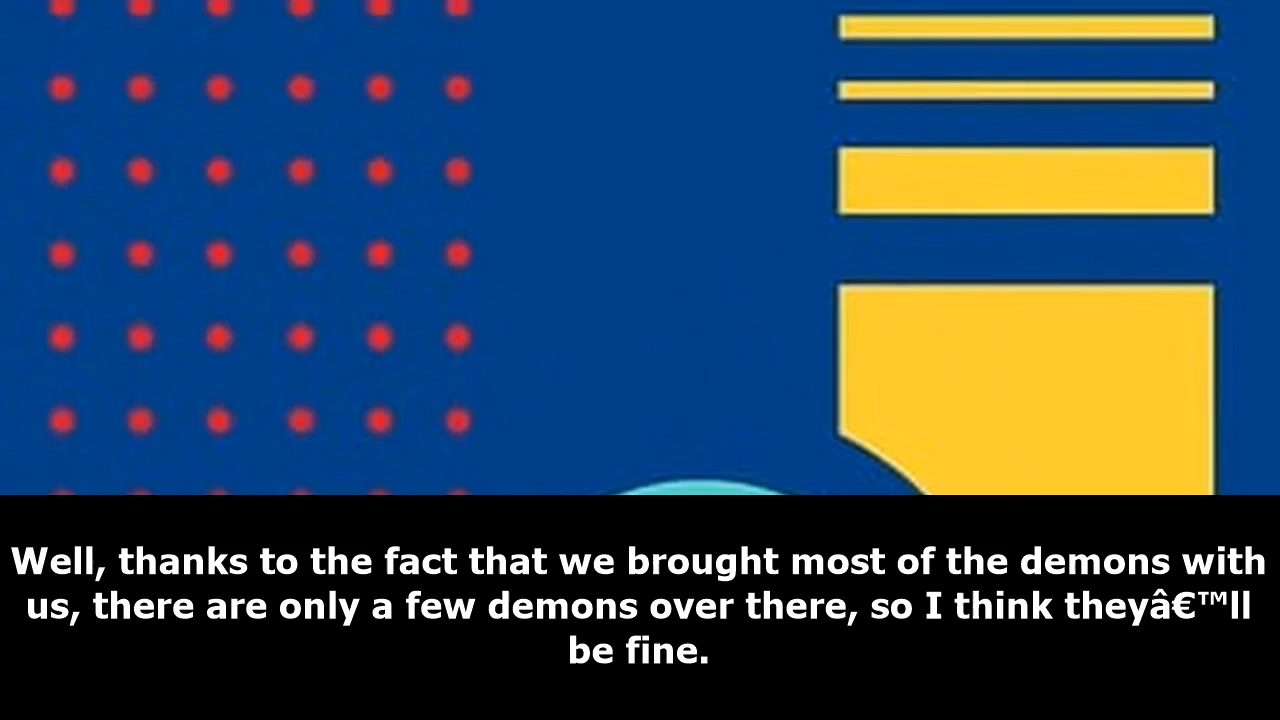 Well, thanks to the fact that we brought most of the demons with
us, there are only a few demons over there, so I think theyâ€™ll
be fine.